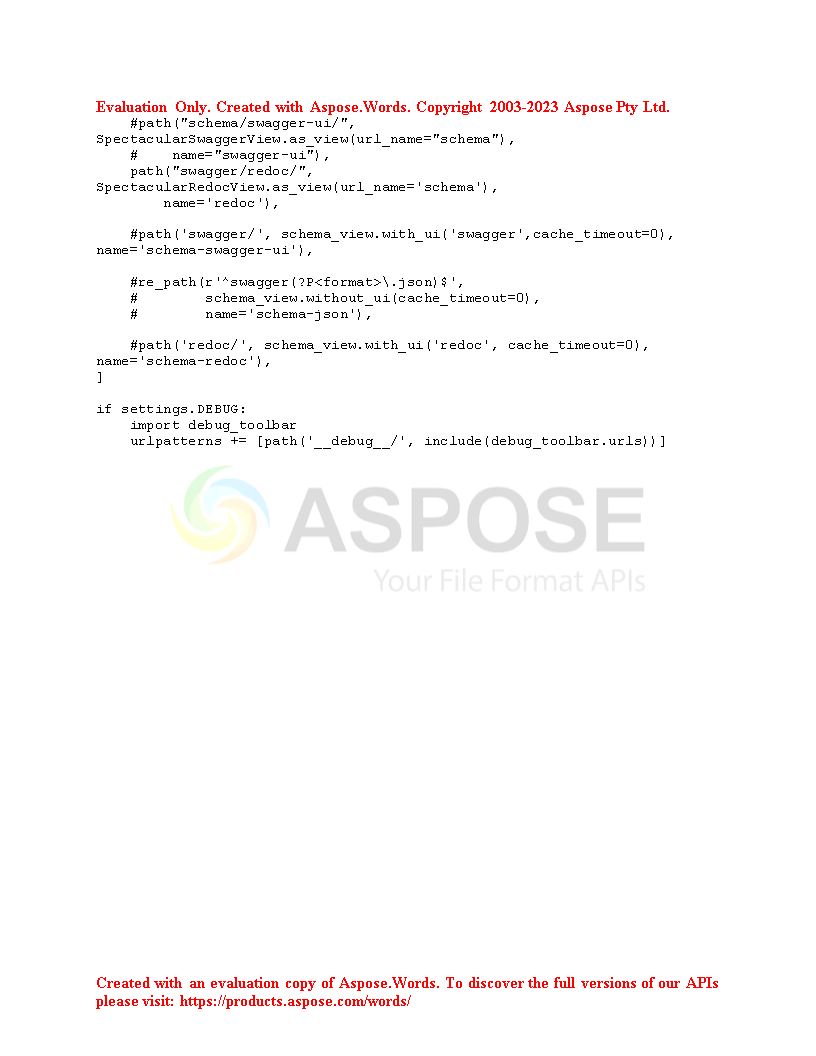 Evaluation Only. Created with Aspose.Words. Copyright 2003-2023 Aspose Pty Ltd.
    #path("schema/swagger-ui/",
SpectacularSwaggerView.as_view(url_name="schema"),
    #    name="swagger-ui"),
    path("swagger/redoc/",
SpectacularRedocView.as_view(url_name='schema'),
        name='redoc'),
    #path('swagger/', schema_view.with_ui('swagger',cache_timeout=0),
name='schema-swagger-ui'),
    #re_path(r'^swagger(?P<format>\.json)$',
    #        schema_view.without_ui(cache_timeout=0),
    #        name='schema-json'),
    #path('redoc/', schema_view.with_ui('redoc', cache_timeout=0),
name='schema-redoc'),
]
if settings.DEBUG:
    import debug_toolbar
    urlpatterns += [path('__debug__/', include(debug_toolbar.urls))]
ASPOSE
Your File Format APIs
Created with an evaluation copy of Aspose.Words. To discover the full versions of our APIs
please visit: https://products.aspose.com/words/